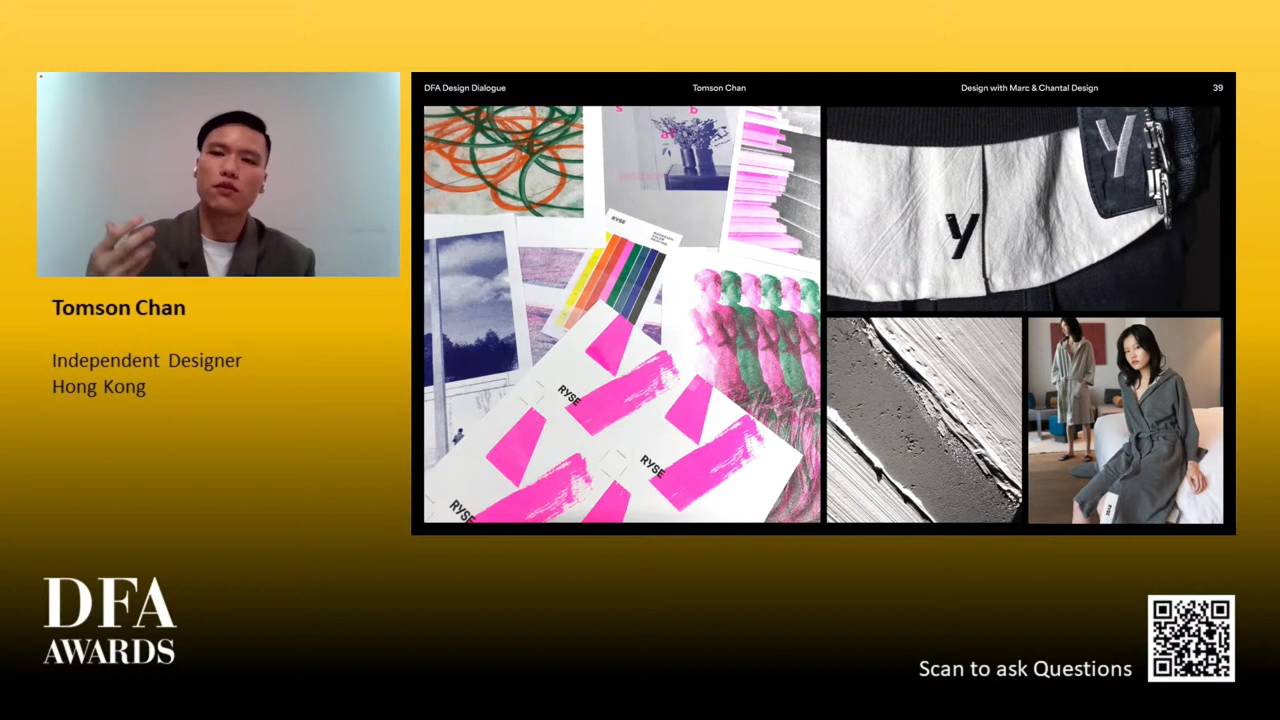 DFA Design Dialogue
Tomson Chan
Design with Marc & Chantal Design
39
s
b
RYSE
RYSE
RYSE
RYSE
y
y
RYSE
Tomson Chan
Independent Designer
Hong Kong
DFA
AWARDS
Scan to ask Questions